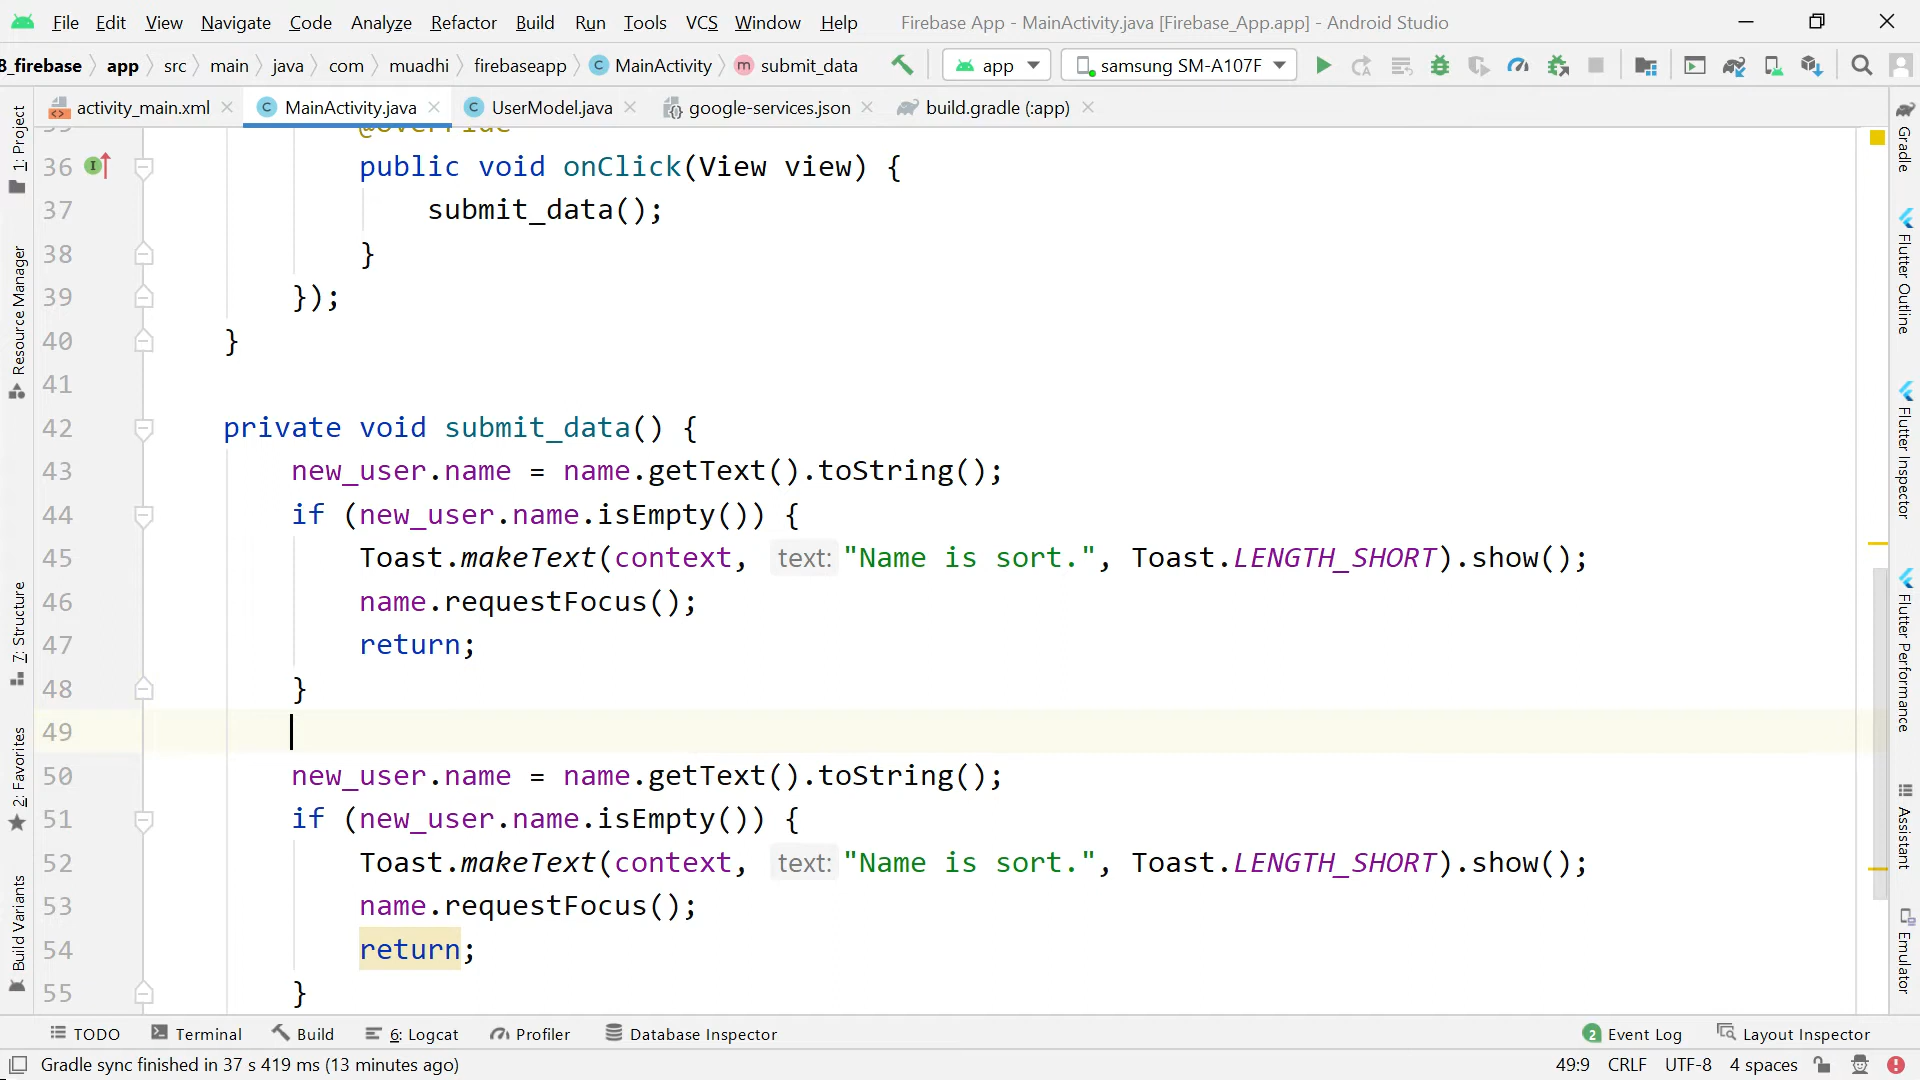 File Edit View Navigate Code Analyze Refactor Build Run Tools VCS Window Help Firebase App - MainActivity.java [Firebase_App.app] - Android Studio
8_firebase app src main java com muadhi firebaseapp C MainActivity m submit_data app samsung SM-A107F
activity_main.xml C MainActivity.java C UserModel.java google-services.json build.gradle (:app)
@Override
36 public void onClick(View view) {
37 submit_data();
38 }
39 });
40 }
41
42 private void submit_data() {
43 new_user.name = name.getText().toString();
44 if (new_user.name.isEmpty()) {
45 Toast.makeText(context, text: "Name is sort.", Toast.LENGTH_SHORT).show();
46 name.requestFocus();
47 return;
48 }
49
50 new_user.name = name.getText().toString();
51 if (new_user.name.isEmpty()) {
52 Toast.makeText(context, text: "Name is sort.", Toast.LENGTH_SHORT).show();
53 name.requestFocus();
54 return;
55 }
1: Project
Resource Manager
7: Structure
2: Favorites
Build Variants
Gradle
Flutter Outline
Flutter Inspector
Flutter Performance
Assistant
Emulator
TODO Terminal Build 6: Logcat Profiler Database Inspector 2 Event Log Layout Inspector
Gradle sync finished in 37 s 419 ms (13 minutes ago) 49:9 CRLF UTF-8 4 spaces